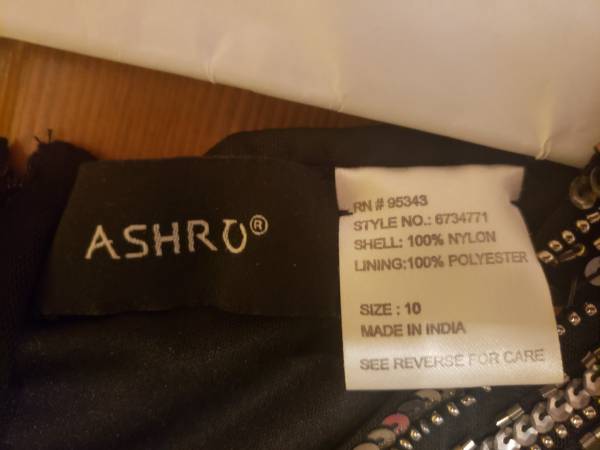 ASHRO®
RN # 95343
STYLE NO.: 6734771
SHELL: 100% NYLON
LINING:100% POLYESTER
SIZE : 10
MADE IN INDIA
SEE REVERSE FOR CARE